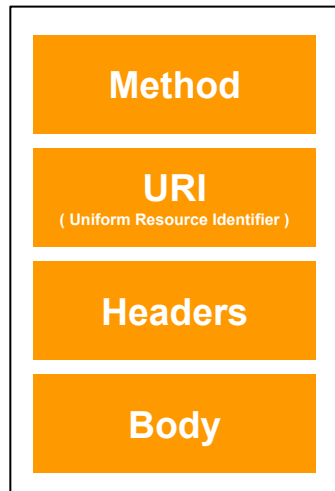 Method
URI
( Uniform Resource Identifier )
Headers
Body